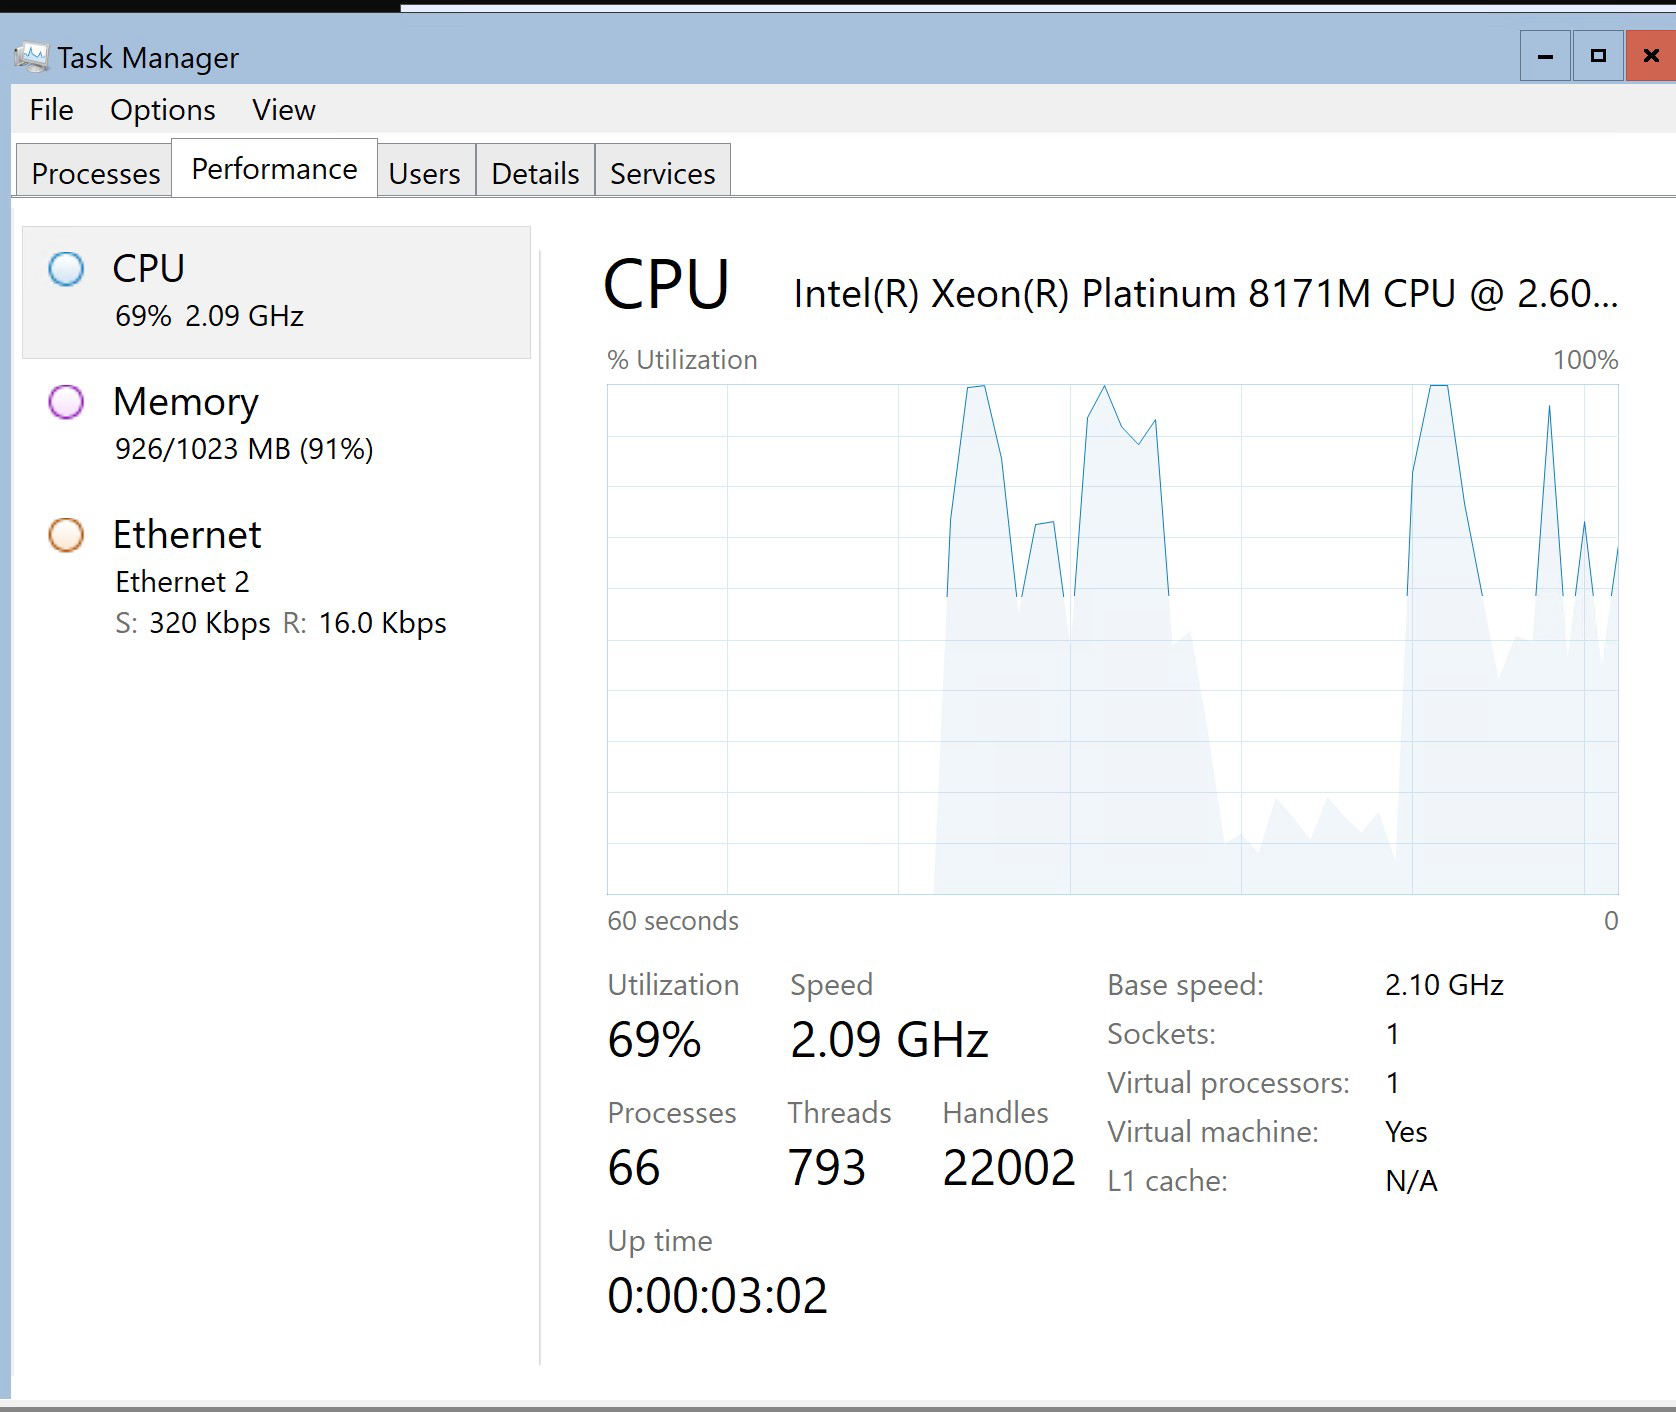 Task Manager
File Options View
Processes Performance Users Details Services
CPU
69% 2.09 GHz
Memory
926/1023 MB (91%)
Ethernet
Ethernet 2
S: 320 Kbps R: 16.0 Kbps
CPU Intel(R) Xeon(R) Platinum 8171M CPU @ 2.60...
% Utilization 100%
60 seconds 0
Utilization Speed
69% 2.09 GHz
Processes Threads Handles
66 793 22002
Up time
0:00:03:02
Base speed: 2.10 GHz
Sockets: 1
Virtual processors: 1
Virtual machine: Yes
L1 cache: N/A